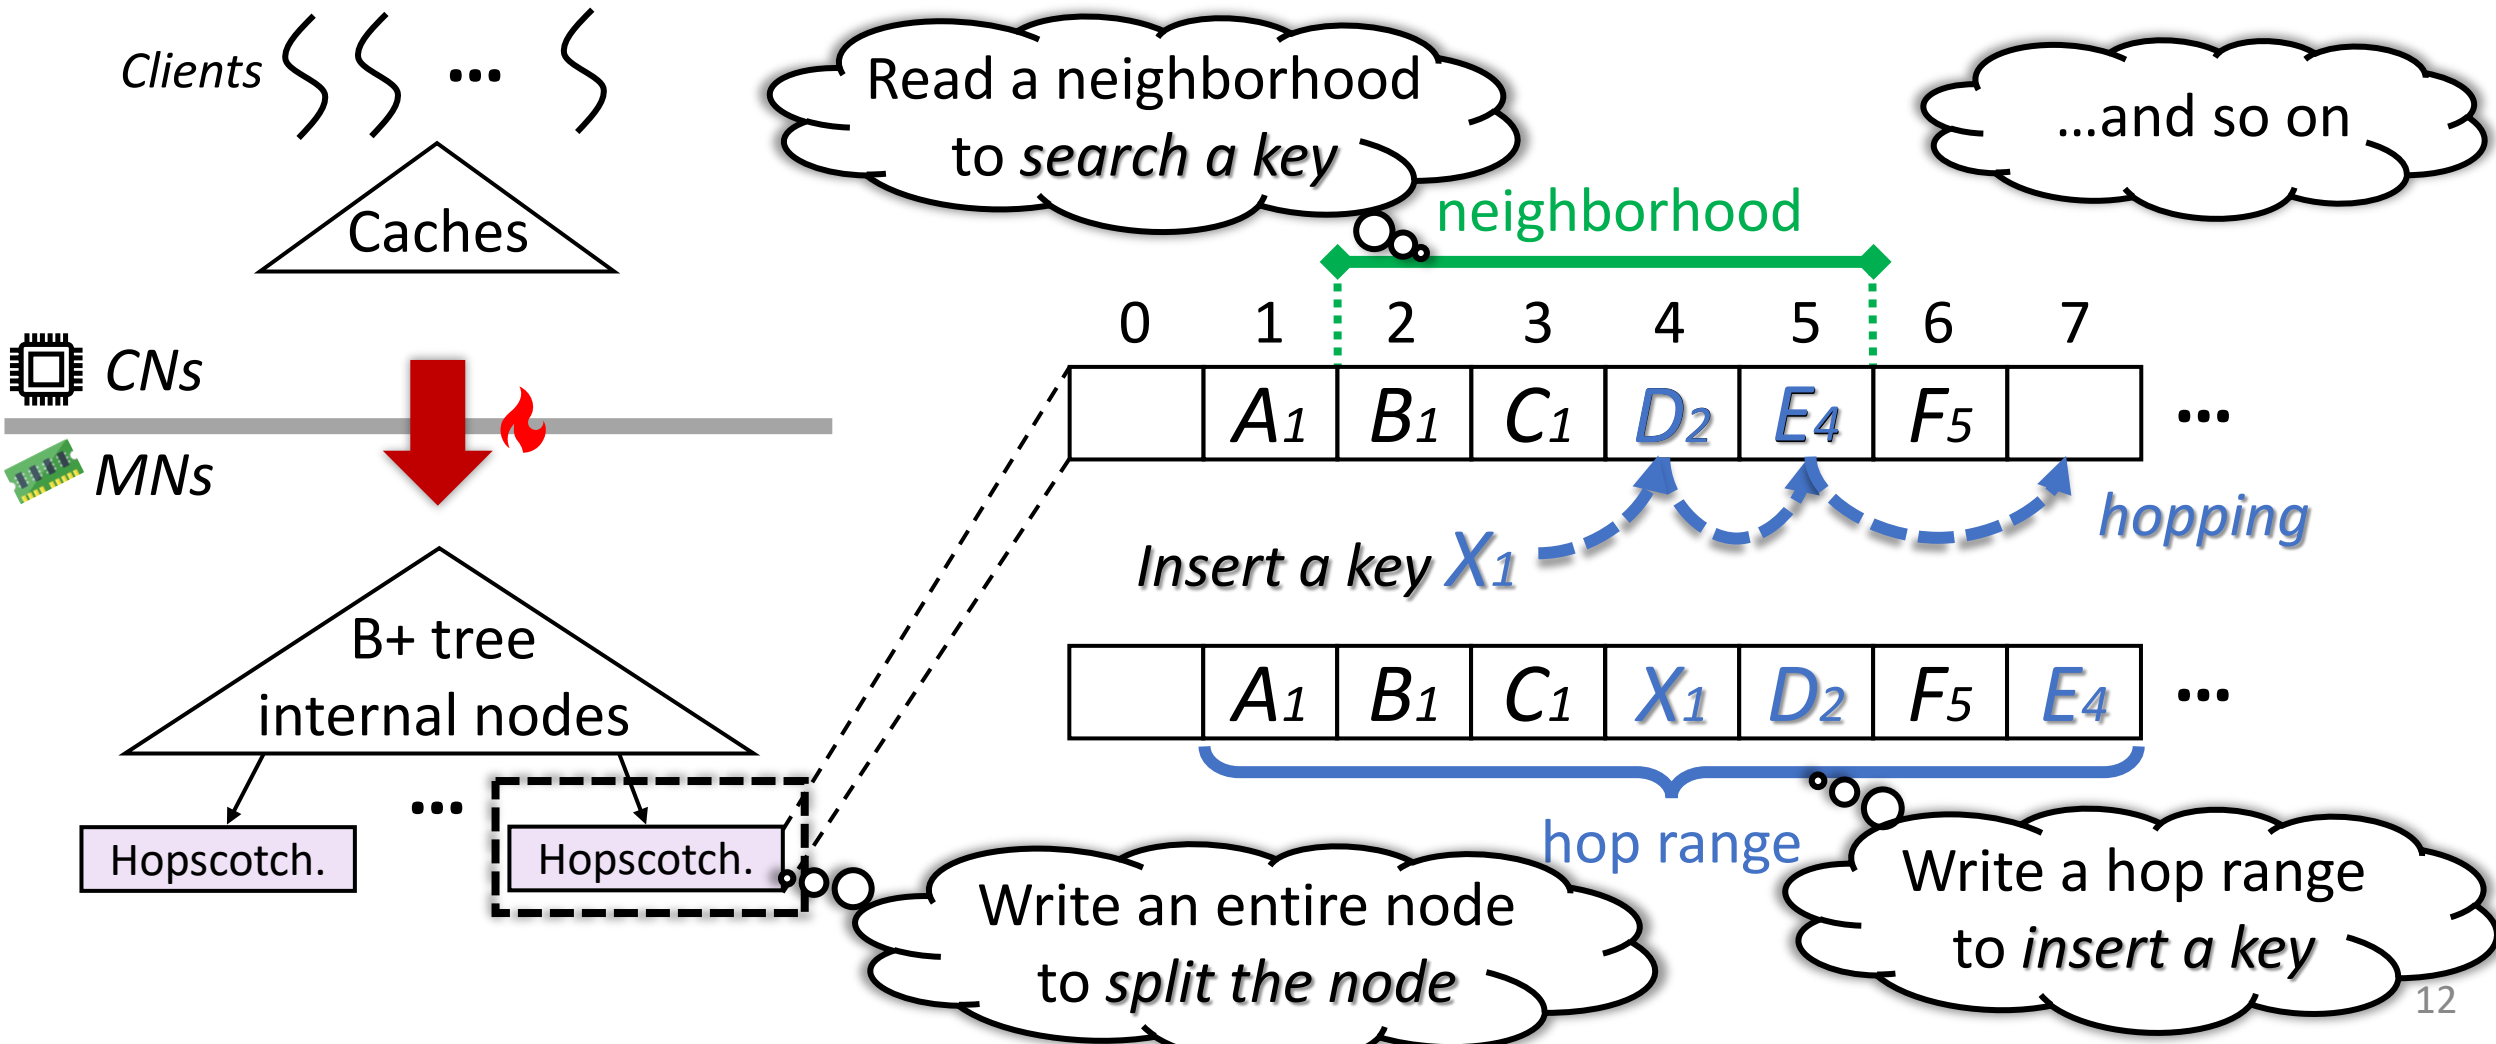 Clients
...
Caches
CNs
MNs
B+ tree
internal nodes
...
Hopscotch.
Hopscotch.
Read a neighborhood
to search a key
...and so on
neighborhood
0 1 2 3 4 5 6 7
A1 B1 C1 D2 E4 F5 ...
hopping
Insert a key X1
A1 B1 C1 X1 D2 F5 E4 ...
hop range
Write an entire node
to split the node
Write a hop range
to insert a key
12